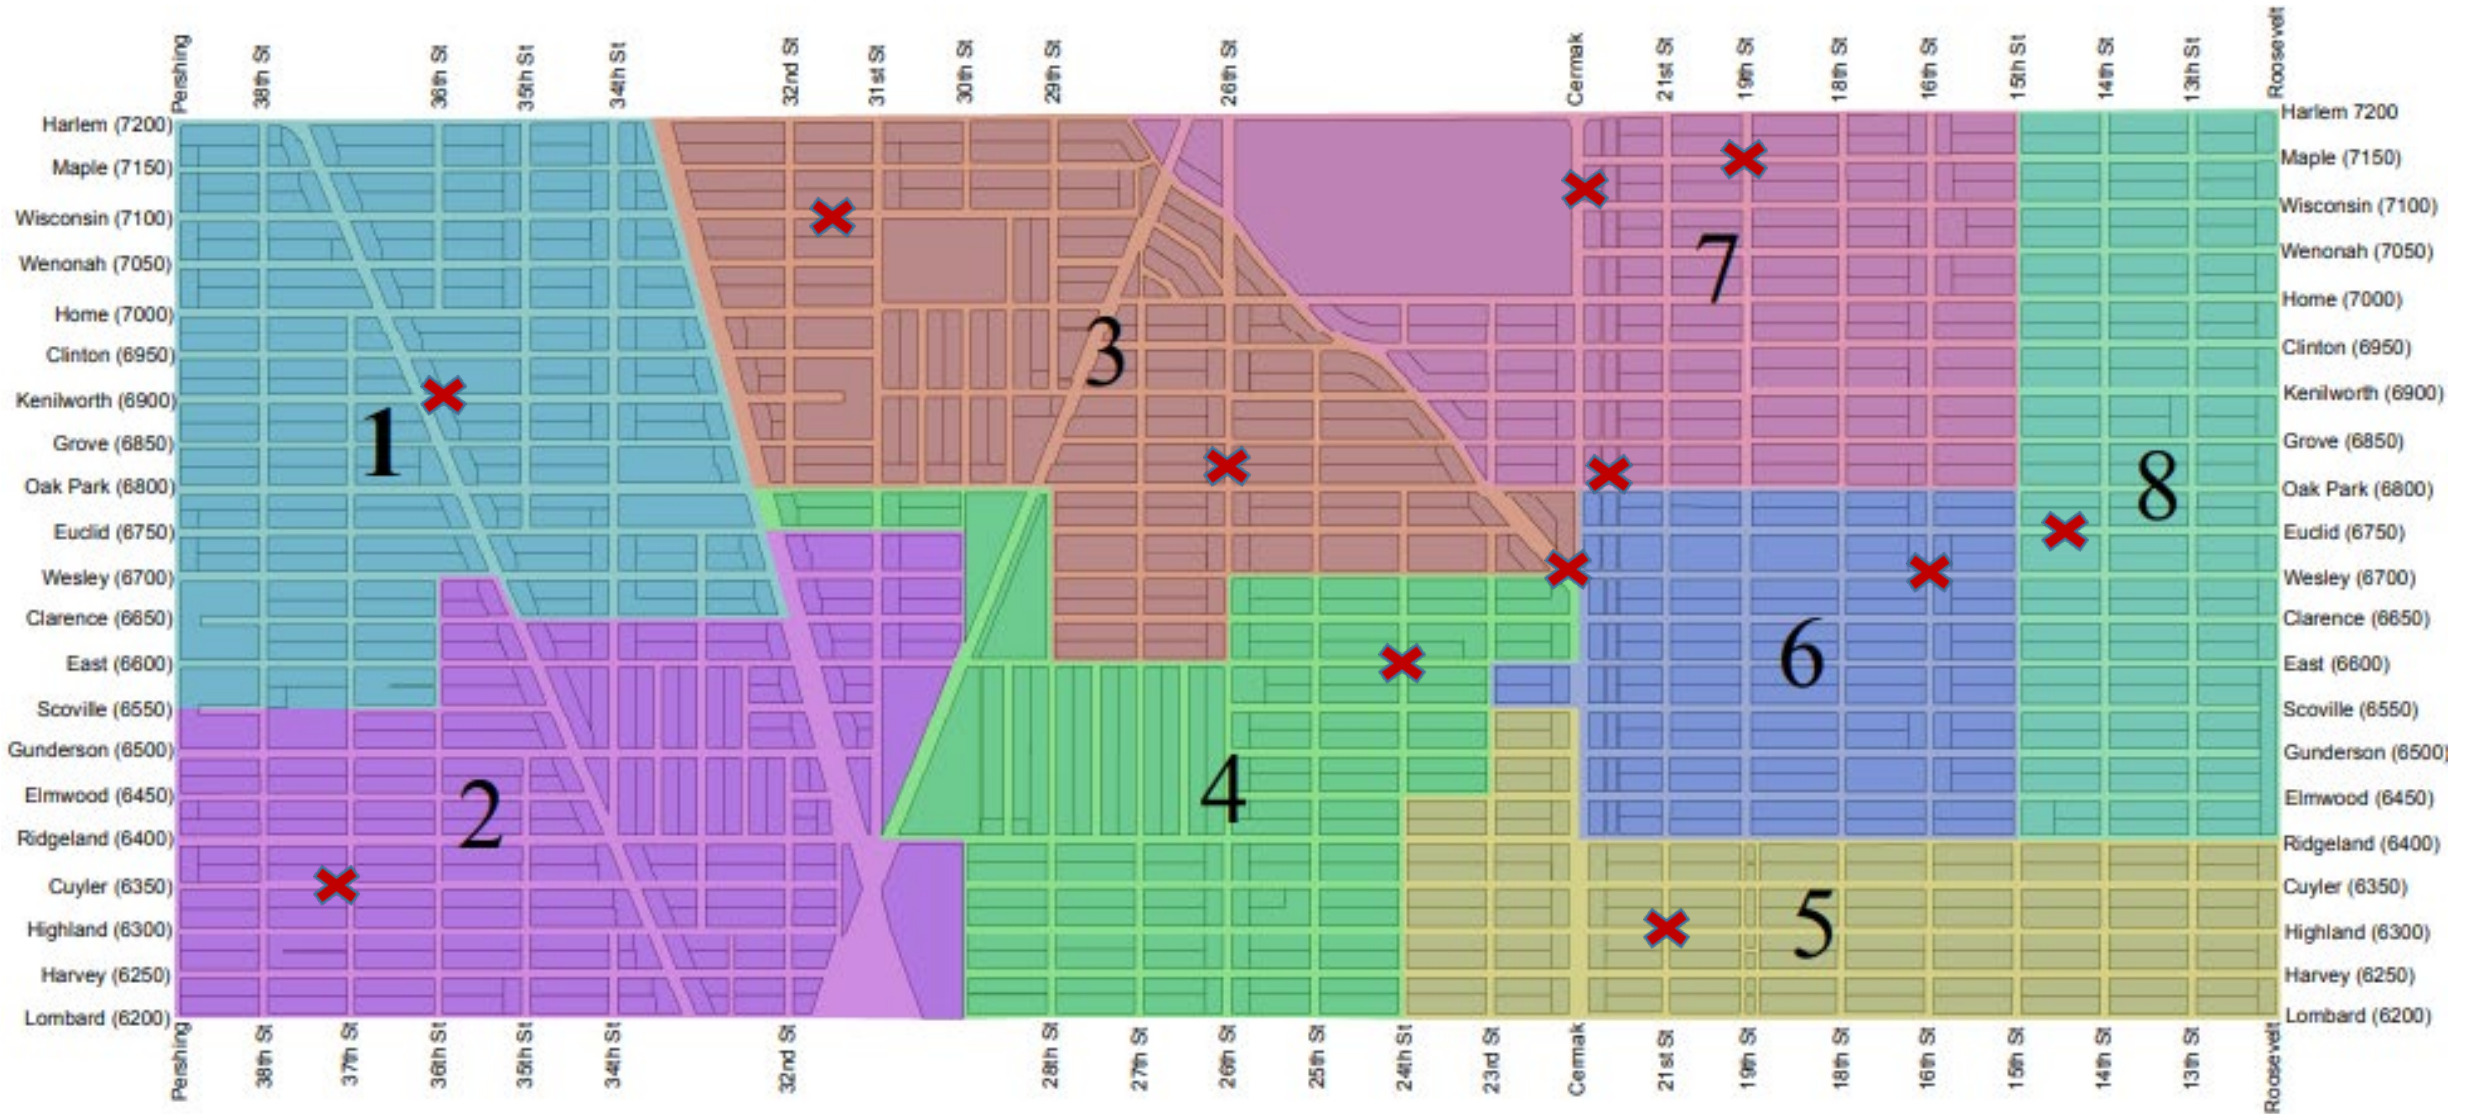 Pershing
38th St
36th St
35th St
34th St
32nd St
31st St
30th St
29th St
26th St
Cermak
21st St
19th St
18th St
16th St
15th St
14th St
13th St
Roosevelt
Harlem (7200)
Maple (7150)
Wisconsin (7100)
Wenonah (7050)
Home (7000)
Clinton (6950)
Kenilworth (6900)
Grove (6850)
Oak Park (6800)
Euclid (6750)
Wesley (6700)
Clarence (6650)
East (6600)
Scoville (6550)
Gunderson (6500)
Elmwood (6450)
Ridgeland (6400)
Cuyler (6350)
Highland (6300)
Harvey (6250)
Lombard (6200)
1
2
3
4
5
6
7
8
Harlem 7200
Maple (7150)
Wisconsin (7100)
Wenonah (7050)
Home (7000)
Clinton (6950)
Kenilworth (6900)
Grove (6850)
Oak Park (6800)
Euclid (6750)
Wesley (6700)
Clarence (6650)
East (6600)
Scoville (6550)
Gunderson (6500)
Elmwood (6450)
Ridgeland (6400)
Cuyler (6350)
Highland (6300)
Harvey (6250)
Lombard (6200)
Pershing
38th St
37th St
36th St
35th St
34th St
32nd St
28th St
27th St
26th St
25th St
24th St
23rd St
Cermak
21st St
19th St
18th St
16th St
15th St
14th St
13th St
Roosevelt